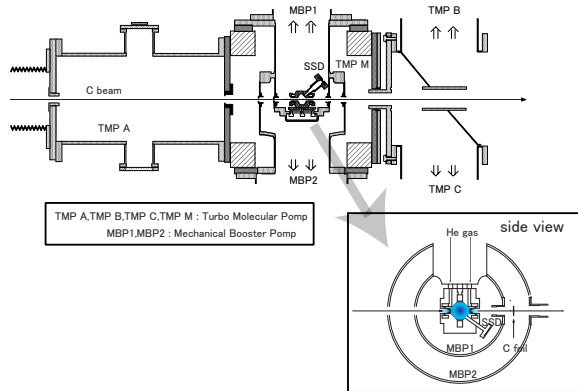 MBP1
TMP B
SSD
TMP M
C beam
TMP A
MBP2
TMP C
TMP A,TMP B,TMP C,TMP M : Turbo Molecular Pomp
MBP1,MBP2 : Mechanical Booster Pomp
side view
He gas
SSD
C foil
MBP1
MBP2